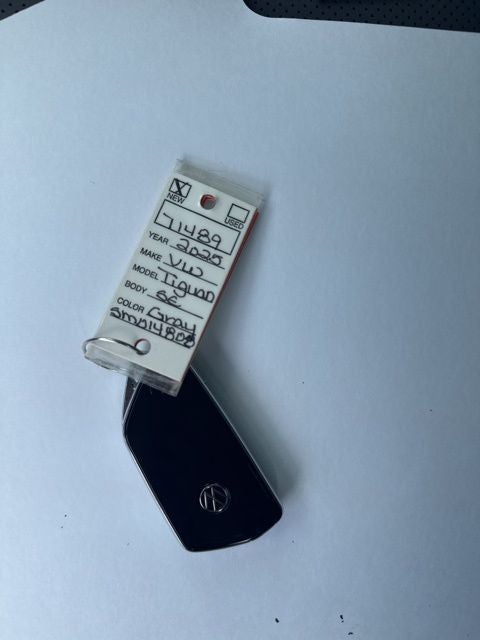 X
NEW
USED
71489
YEAR 2025
MAKE VW
MODEL Tiguan
BODY SE
COLOR Gray